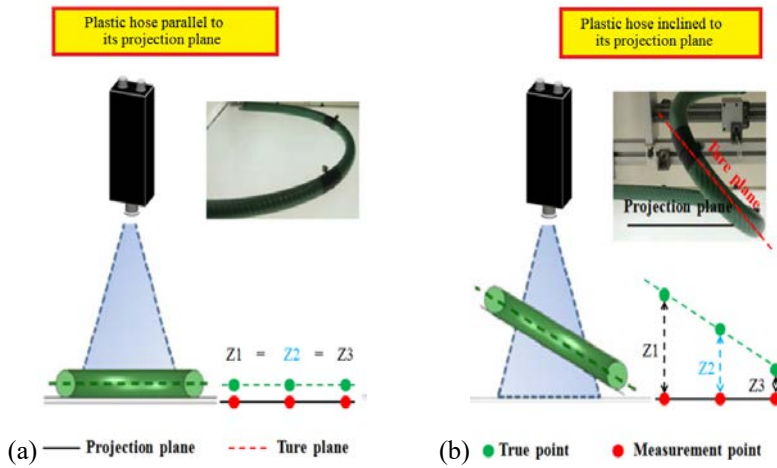 Plastic hose parallel to
its projection plane
Z1 = Z2 = Z3
(a)
Projection plane
Ture plane
Plastic hose inclined to
its projection plane
Ture plane
Projection plane
Z1
Z2
Z3
(b)
True point
Measurement point